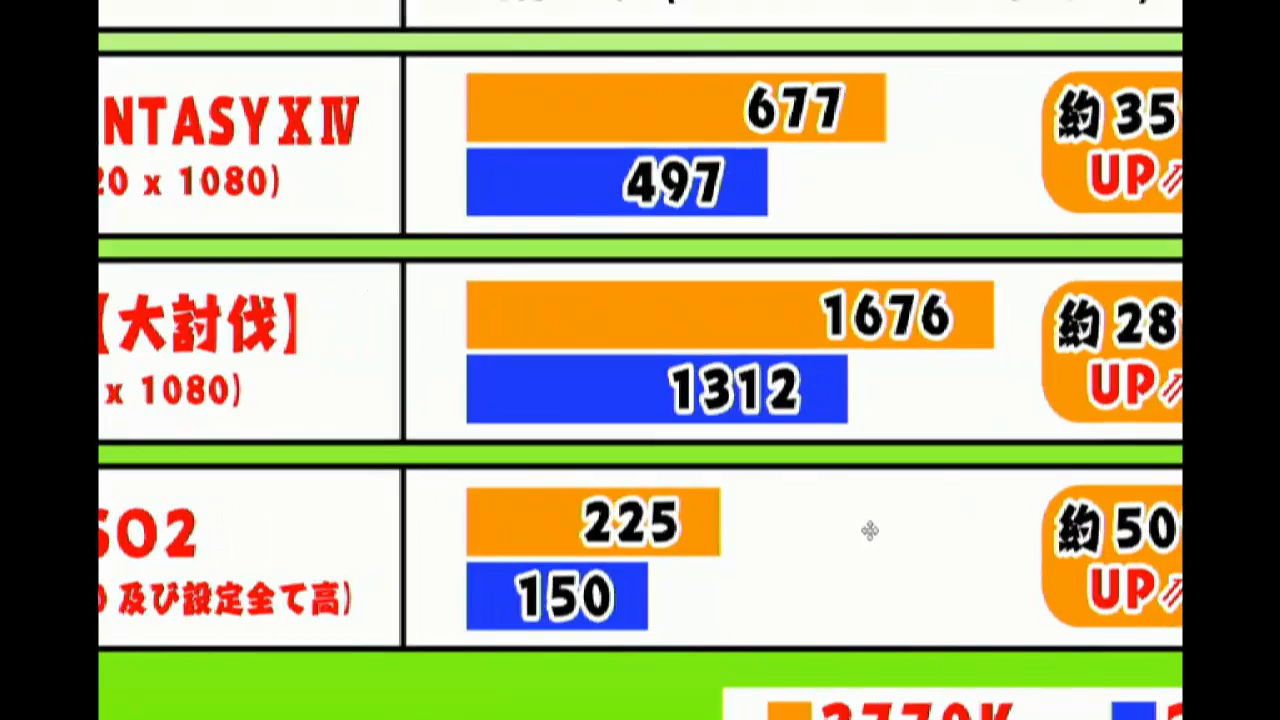 NTASYXIV
677
497
約35
UP
20 x 1080)
【大討伐】
1676
1312
約28
UP
x 1080)
SO2
225
150
約50
UP
及び設定全て高)
3770K